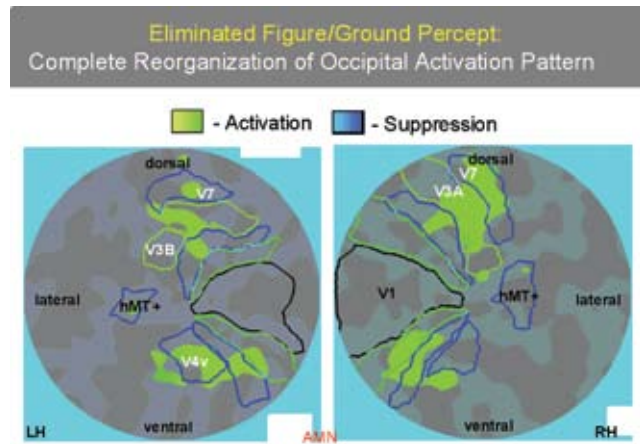 Eliminated Figure/Ground Percept:
Complete Reorganization of Occipital Activation Pattern
- Activation - Suppression
dorsal
V7
V3B
lateral
hMT+
V4v
ventral
LH
AMN
dorsal
V7
V3A
V1
hMT+
lateral
ventral
RH